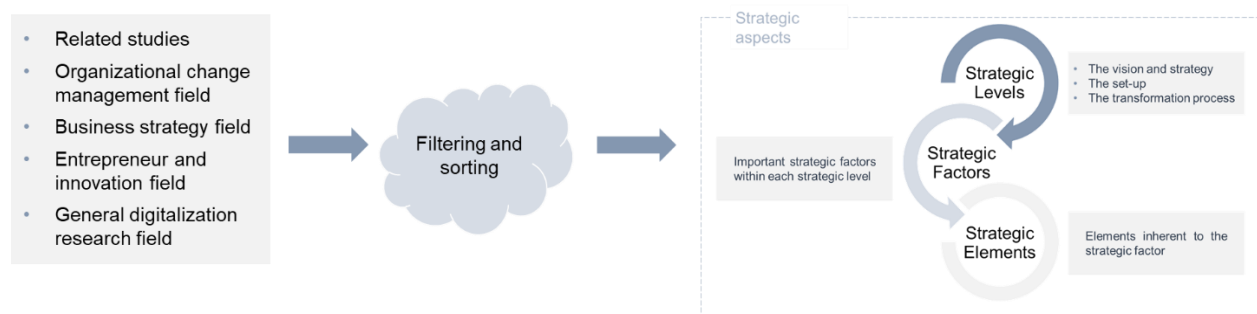 • Related studies
• Organizational change
management field
• Business strategy field
• Entrepreneur and
innovation field
• General digitalization
research field
Filtering and
sorting
Strategic
aspects
Strategic
Levels
• The vision and strategy
• The set-up
• The transformation process
Important strategic factors
within each strategic level
Strategic
Factors
Strategic
Elements
Elements inherent to the
strategic factor